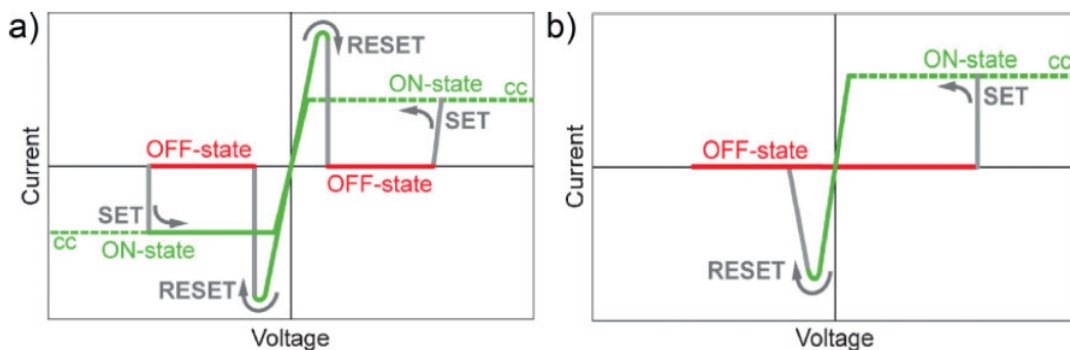 a)
RESET
ON-state
cc
SET
OFF-state
OFF-state
SET
cc
ON-state
RESET
Current
Voltage
b)
ON-state
cc
SET
OFF-state
RESET
Current
Voltage